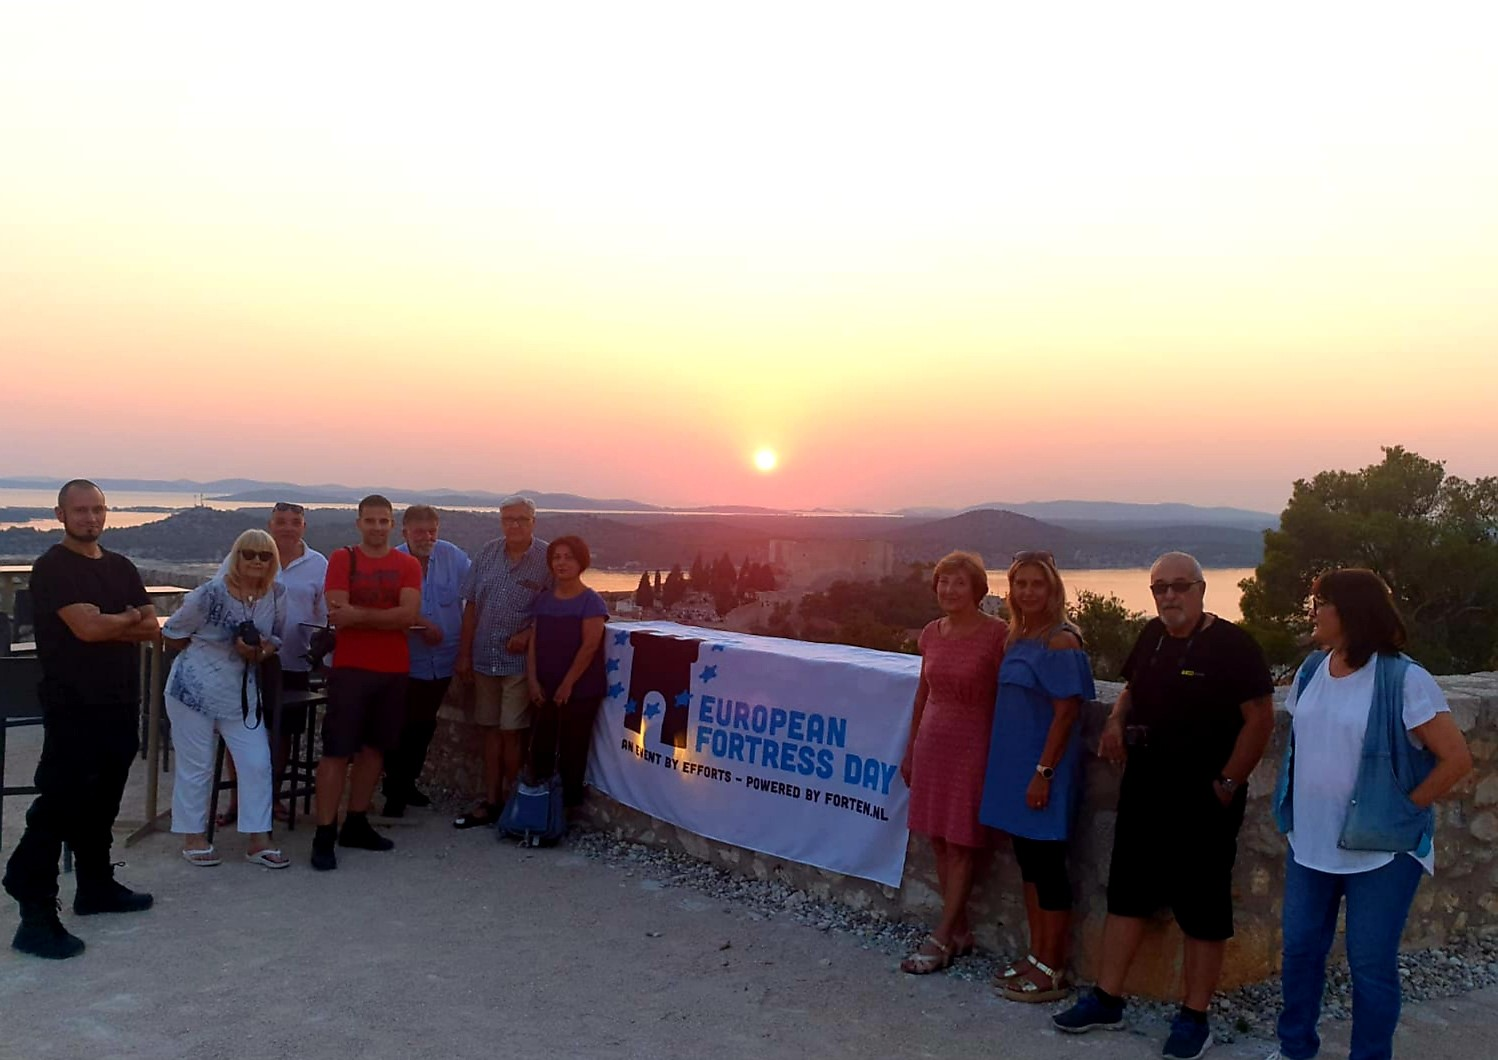 EUROPEAN
FORTRESS DAY
AN EVENT BY EFFORTS – POWERED BY FORTEN.NL